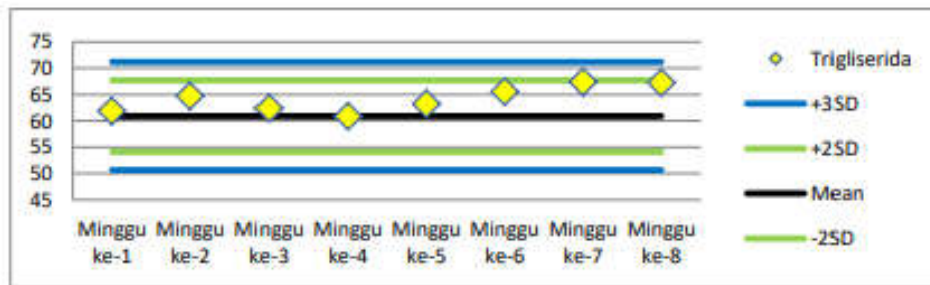 75
70
65
60
55
50
45
Minggu ke-1
Minggu ke-2
Minggu ke-3
Minggu ke-4
Minggu ke-5
Minggu ke-6
Minggu ke-7
Minggu ke-8
Trigliserida
+3SD
+2SD
Mean
-2SD